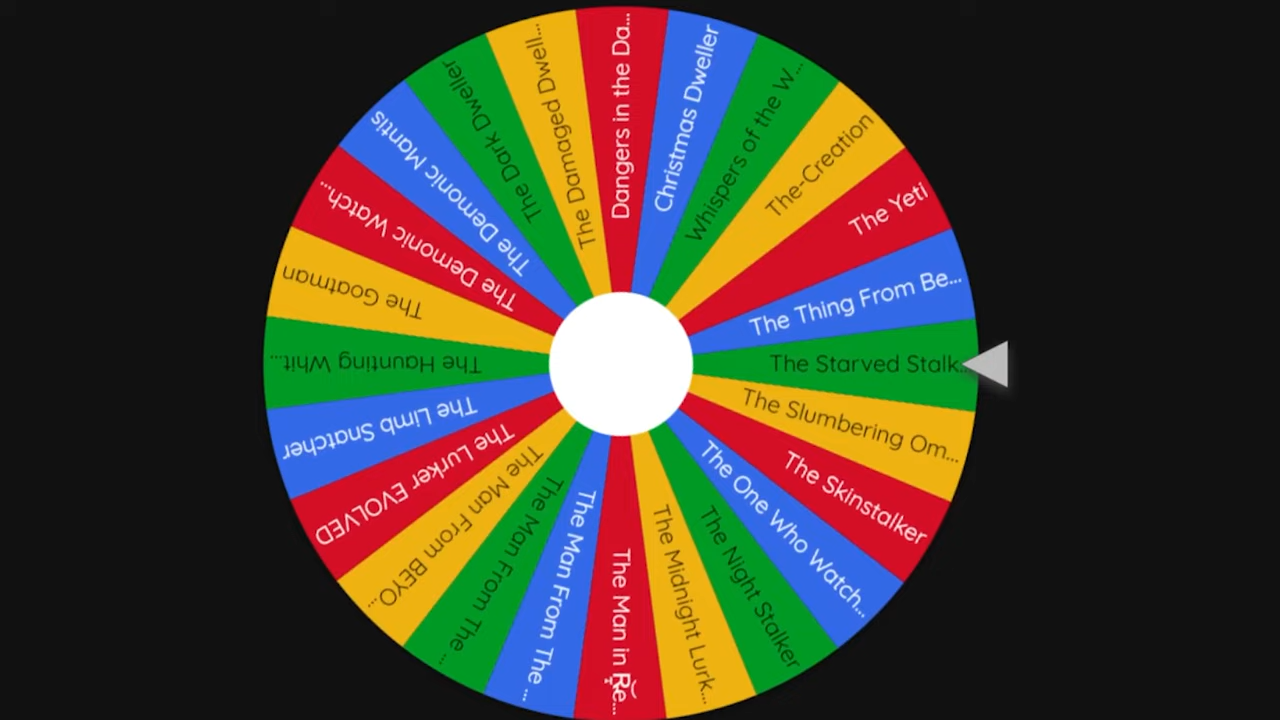 Dangers in the Da...
Christmas Dweller
Whispers of the W...
The-Creation
The Yeti
The Thing From Be...
The Starved Stalk...
The Slumbering Om...
The Skinstalker
The One Who Watch...
The Night Stalker
The Midnight Lurk...
The Man in Re...
The Man From The ...
The Man From The ...
The Man From BEYO...
The Lurker EVOLVED
The Limb Snatcher
The Haunting Whit...
The Goatman
The Demonic Watch...
The Demonic Mantis
The Dark Dweller
The Damaged Dwell...